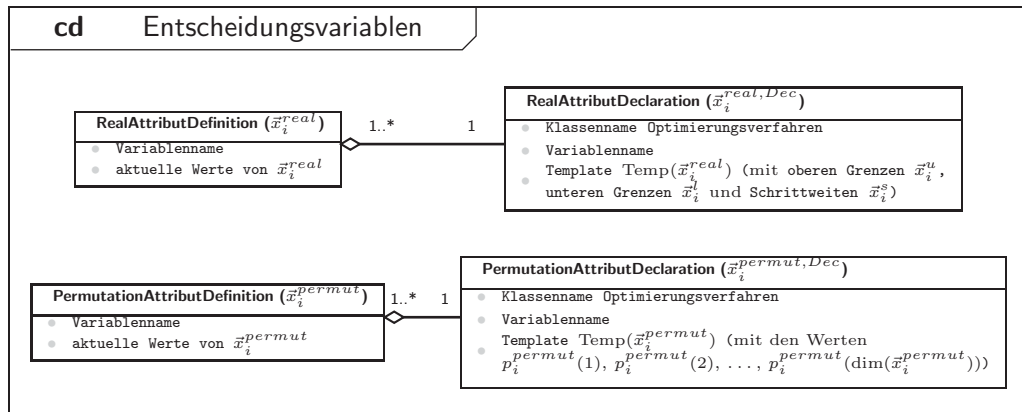 cd Entscheidungsvariablen
RealAttributDefinition (x⃗_i^{real})
Variablenname
aktuelle Werte von x⃗_i^{real}
1..* 1
RealAttributDeclaration (x⃗_i^{real,Dec})
Klassenname Optimierungsverfahren
Variablenname
Template Temp(x⃗_i^{real}) (mit oberen Grenzen x⃗_i^u,
unteren Grenzen x⃗_i^l und Schrittweiten x⃗_i^s)
PermutationAttributDefinition (x⃗_i^{permut})
Variablenname
aktuelle Werte von x⃗_i^{permut}
1..* 1
PermutationAttributDeclaration (x⃗_i^{permut,Dec})
Klassenname Optimierungsverfahren
Variablenname
Template Temp(x⃗_i^{permut}) (mit den Werten
p_i^{permut}(1), p_i^{permut}(2), ..., p_i^{permut}(dim(x⃗_i^{permut})))